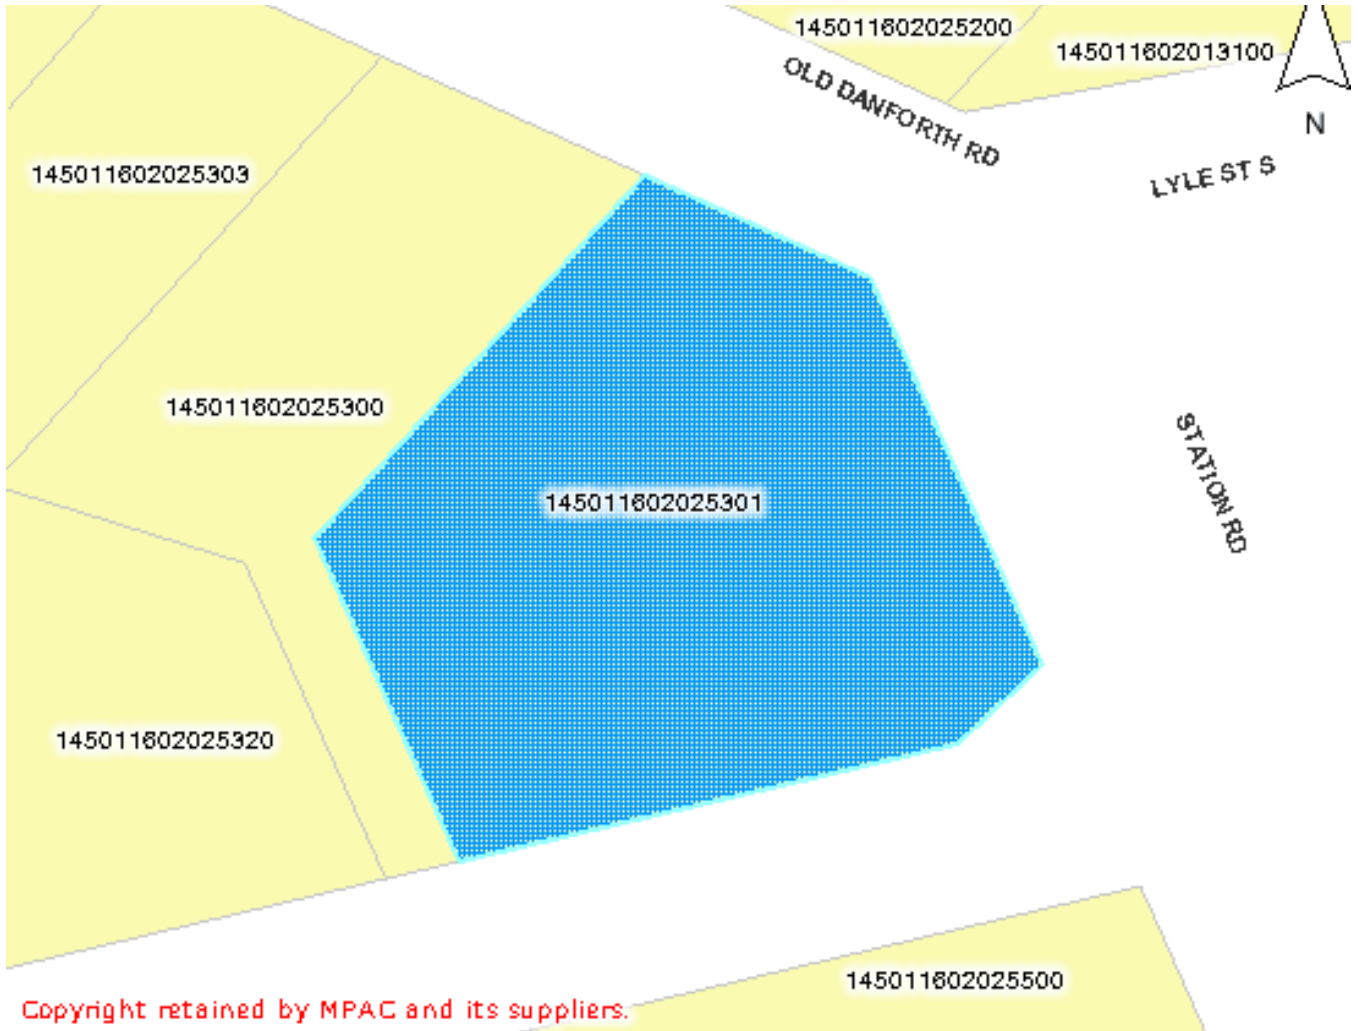 145011602025200
145011602013100
OLD DANFORTH RD
N
LYLE ST S
145011602025303
145011602025300
STATION RD
145011602025301
145011602025320
145011602025500
Copyright retained by MPAC and its suppliers.